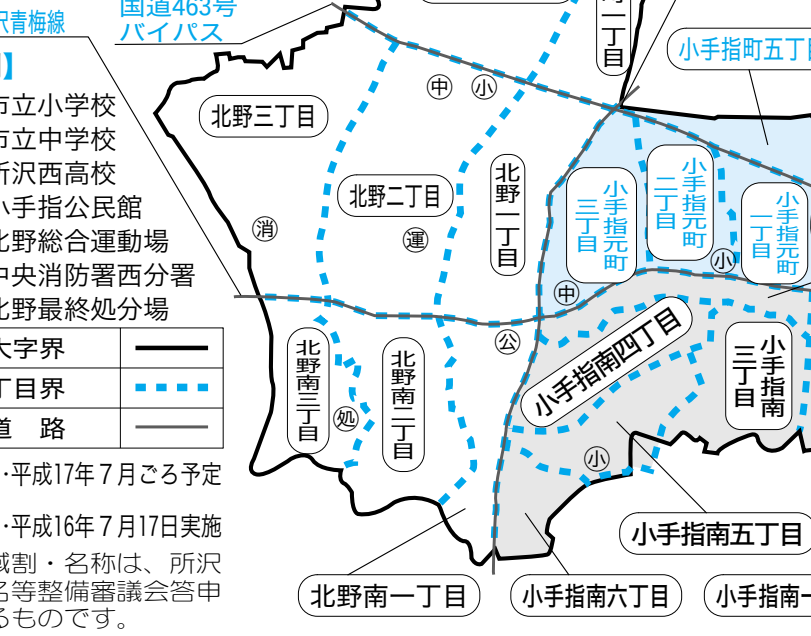 国道463号
バイパス
沢青梅線
】
市立小学校
市立中学校
所沢西高校
小手指公民館
北野総合運動場
中央消防署西分署
北野最終処分場
大字界
丁目界
道 路
・平成17年7月ごろ予定
・平成16年7月17日実施
域割・名称は、所沢
名等整備審議会答申
るものです。
町一丁目
小手指町五丁目
中
小
北野三丁目
北野二丁目
北野一丁目
小手指元町
三丁目
小手指元町
二丁目
小手指元町
一丁目
消
運
小
中
公
北野南三丁目
処
北野南二丁目
小手指南四丁目
小手指南
三丁目
小
小手指南五丁目
北野南一丁目
小手指南六丁目
小手指南一